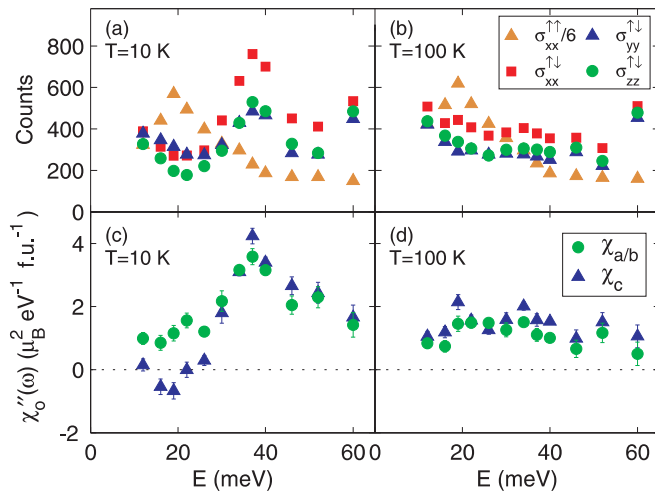 (a)
T=10 K
(b)
T=100 K
σxx↑↑/6 σyy↑↓
σxx↑↓ σzz↑↓
Counts
800
600
400
200
0
(c)
T=10 K
(d)
T=100 K
χa/b
χc
χo″(ω) (μB² eV⁻¹ f.u.⁻¹)
4
2
0
-2
0 20 40 60 0 20 40 60
E (meV) E (meV)